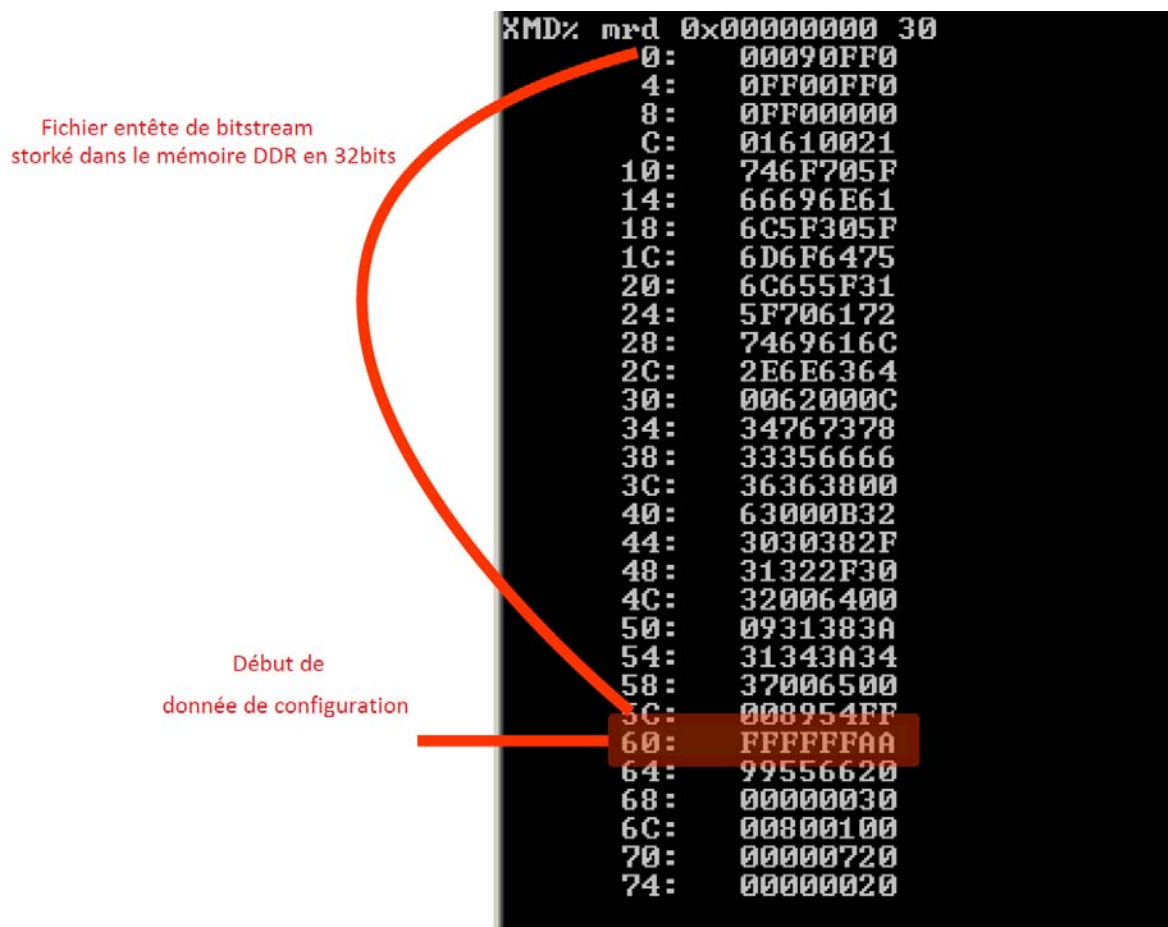 XMD% mrd 0x00000000 30
0: 00090FF0
4: 0FF00FF0
8: 0FF00000
C: 01610021
10: 746F705F
14: 66696E61
18: 6C5F305F
1C: 6D6F6475
20: 6C655F31
24: 5F706172
28: 7469616C
2C: 2E6E6364
30: 0062000C
34: 34767378
38: 33356666
3C: 36363800
40: 63000B32
44: 3030382F
48: 31322F30
4C: 32006400
50: 0931383A
54: 31343A34
58: 37006500
5C: 008954FF
60: FFFFFFAA
64: 99556620
68: 00000030
6C: 00800100
70: 00000720
74: 00000020
Fichier entête de bitstream
storké dans le mémoire DDR en 32bits
Début de
donnée de configuration